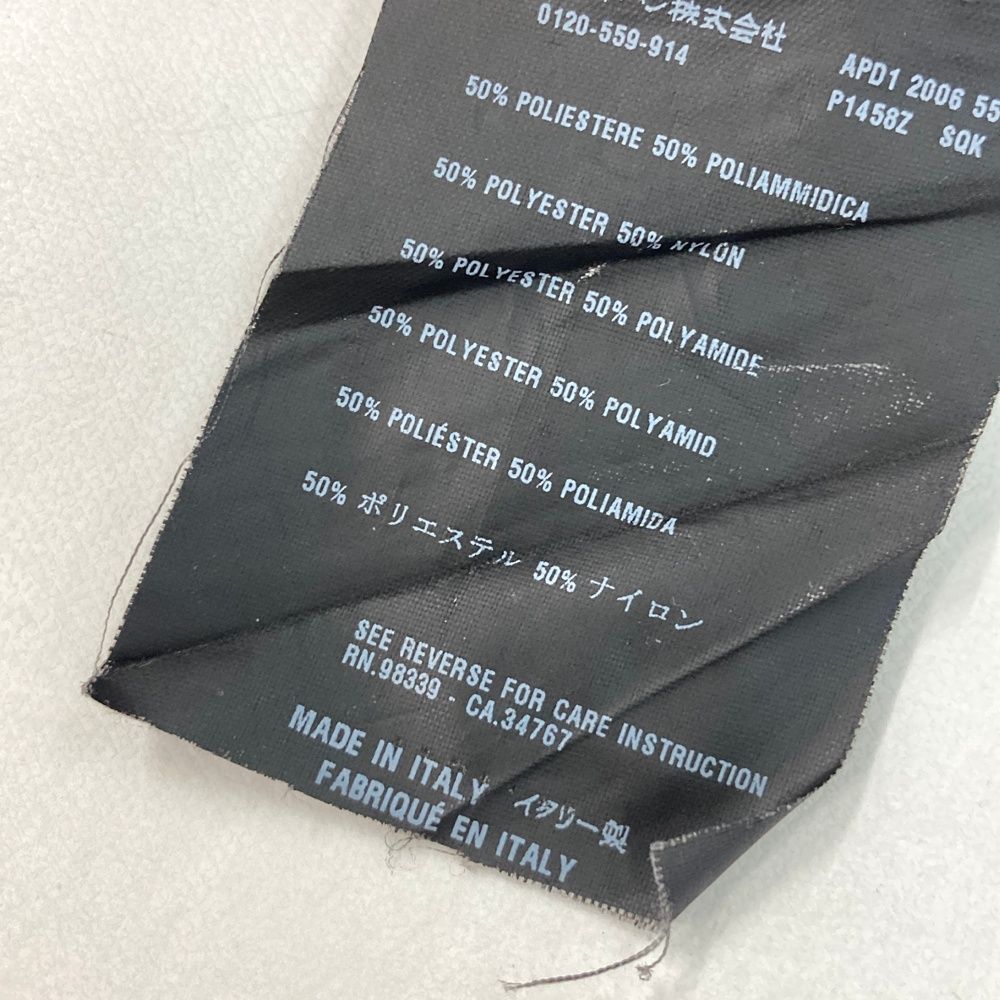 株式会社
0120-559-914
APD1 2006 55
P1458Z SQK
50% POLIESTERE 50% POLIAMMIDICA
50% POLYESTER 50% NYLON
50% POLYESTER 50% POLYAMIDE
50% POLYESTER 50% POLYAMID
50% POLIÉSTER 50% POLIAMIDA
50% ポリエステル 50% ナイロン
SEE REVERSE FOR CARE INSTRUCTION
RN.98339 - CA.34767
MADE IN ITALY イタリー製
FABRIQUÉ EN ITALY